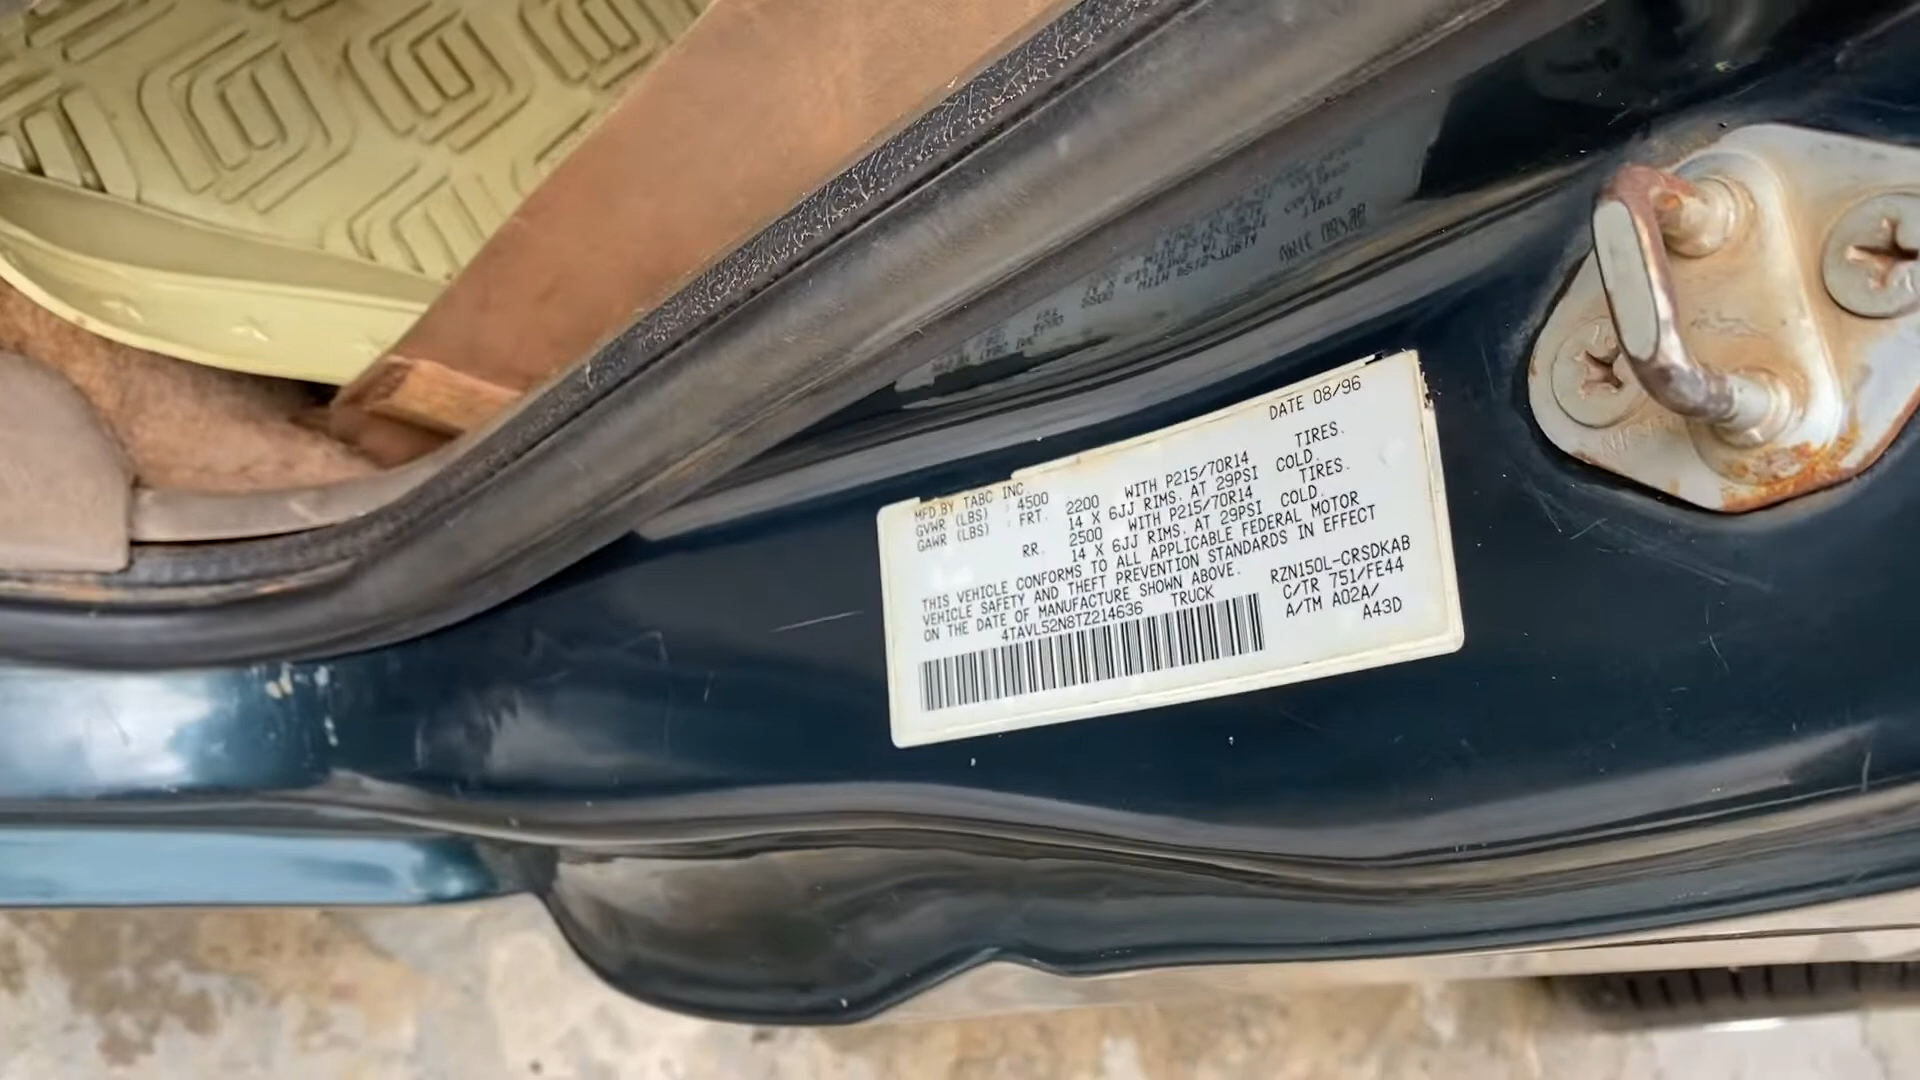 DATE 08/96
MFD.BY TABC INC
GVWR (LBS) : 4500
GAWR (LBS) : FRT. 2200 WITH P215/70R14 TIRES.
14 X 6JJ RIMS. AT 29PSI COLD.
RR. 2500 WITH P215/70R14 TIRES.
14 X 6JJ RIMS. AT 29PSI COLD.
THIS VEHICLE CONFORMS TO ALL APPLICABLE FEDERAL MOTOR
VEHICLE SAFETY AND THEFT PREVENTION STANDARDS IN EFFECT
ON THE DATE OF MANUFACTURE SHOWN ABOVE.
4TAVL52N8TZ214636 TRUCK
RZN150L-CRSDKAB
C/TR 751/FE44
A/TM A02A/
A43D